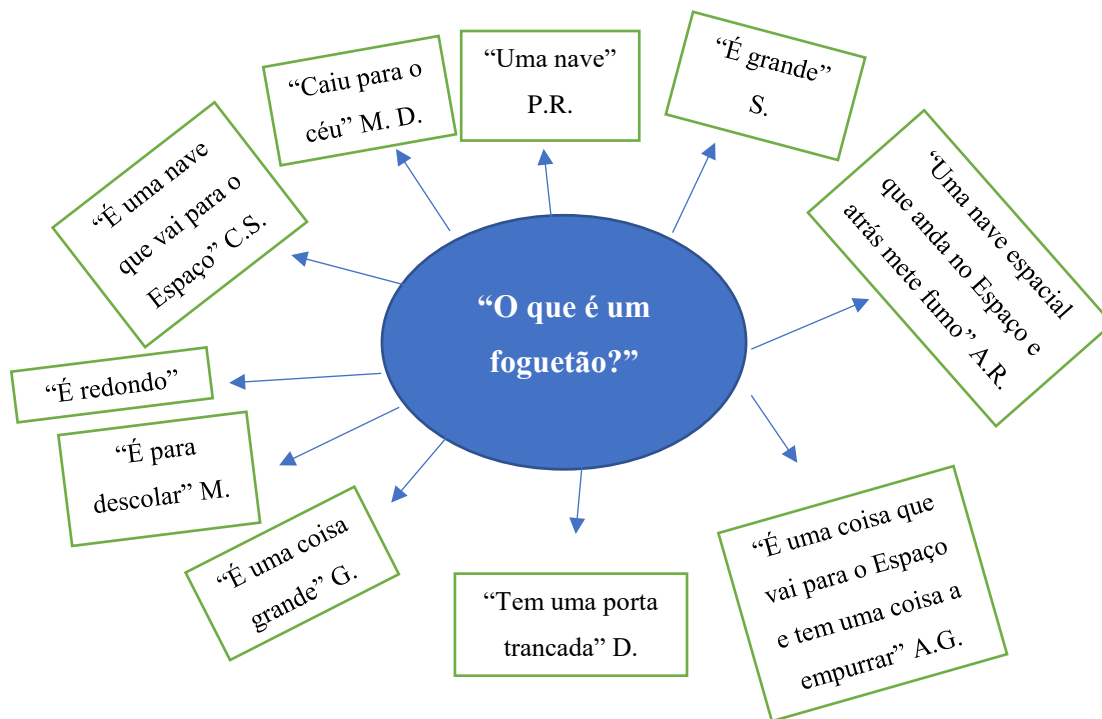 “O que é um
foguetão?”
“Caiu para o
céu” M. D.
“Uma nave”
P.R.
“É grande”
S.
“Uma nave espacial
que anda no Espaço e
atrás mete fumo” A.R.
“É uma coisa que
vai para o Espaço
e tem uma coisa a
empurrar” A.G.
“Tem uma porta
trancada” D.
“É uma coisa
grande” G.
“É para
descolar” M.
“É redondo”
“É uma nave
que vai para o
Espaço” C.S.